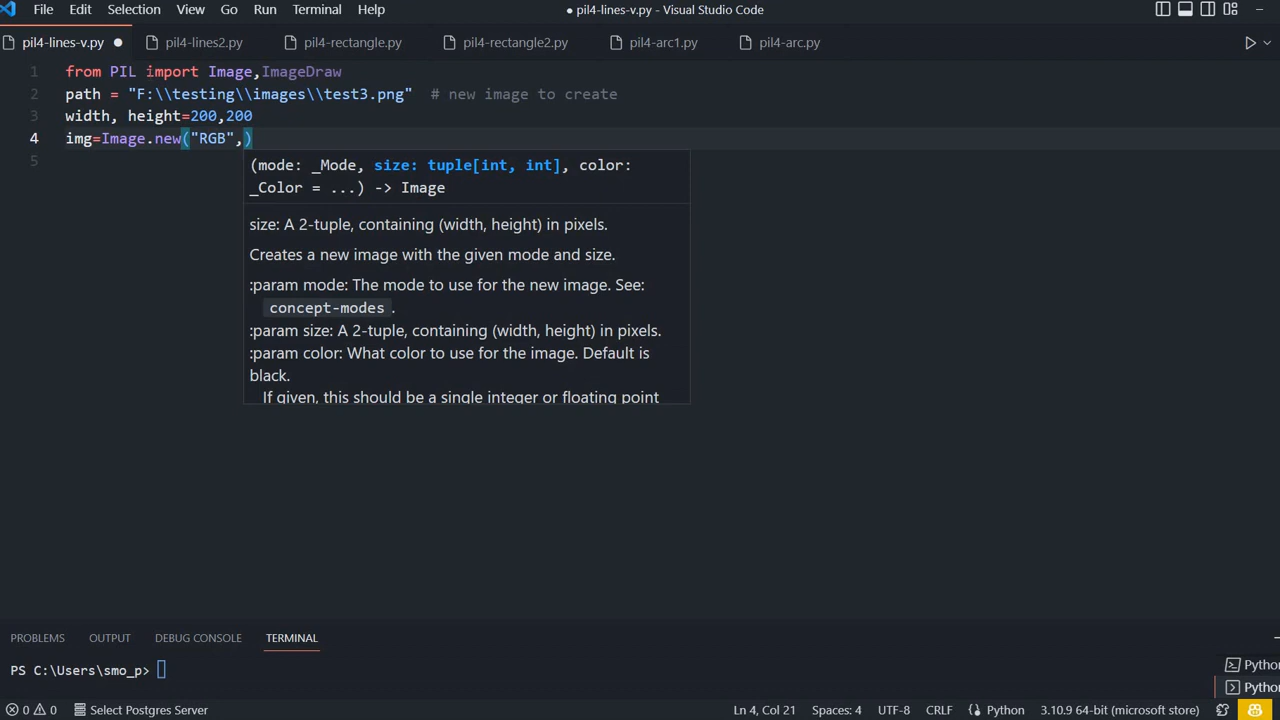 File Edit Selection View Go Run Terminal Help ● pil4-lines-v.py - Visual Studio Code
pil4-lines-v.py ● pil4-lines2.py pil4-rectangle.py pil4-rectangle2.py pil4-arc1.py pil4-arc.py
1 from PIL import Image,ImageDraw
2 path = "F:\\testing\\images\\test3.png" # new image to create
3 width, height=200,200
4 img=Image.new("RGB",)
5
(mode: _Mode, size: tuple[int, int], color:
_Color = ...) -> Image
size: A 2-tuple, containing (width, height) in pixels.
Creates a new image with the given mode and size.
:param mode: The mode to use for the new image. See:
concept-modes .
:param size: A 2-tuple, containing (width, height) in pixels.
:param color: What color to use for the image. Default is
black.
If given, this should be a single integer or floating point
PROBLEMS OUTPUT DEBUG CONSOLE TERMINAL
PS C:\Users\smo_p>
Python
Python
0 0 Select Postgres Server Ln 4, Col 21 Spaces: 4 UTF-8 CRLF Python 3.10.9 64-bit (microsoft store)